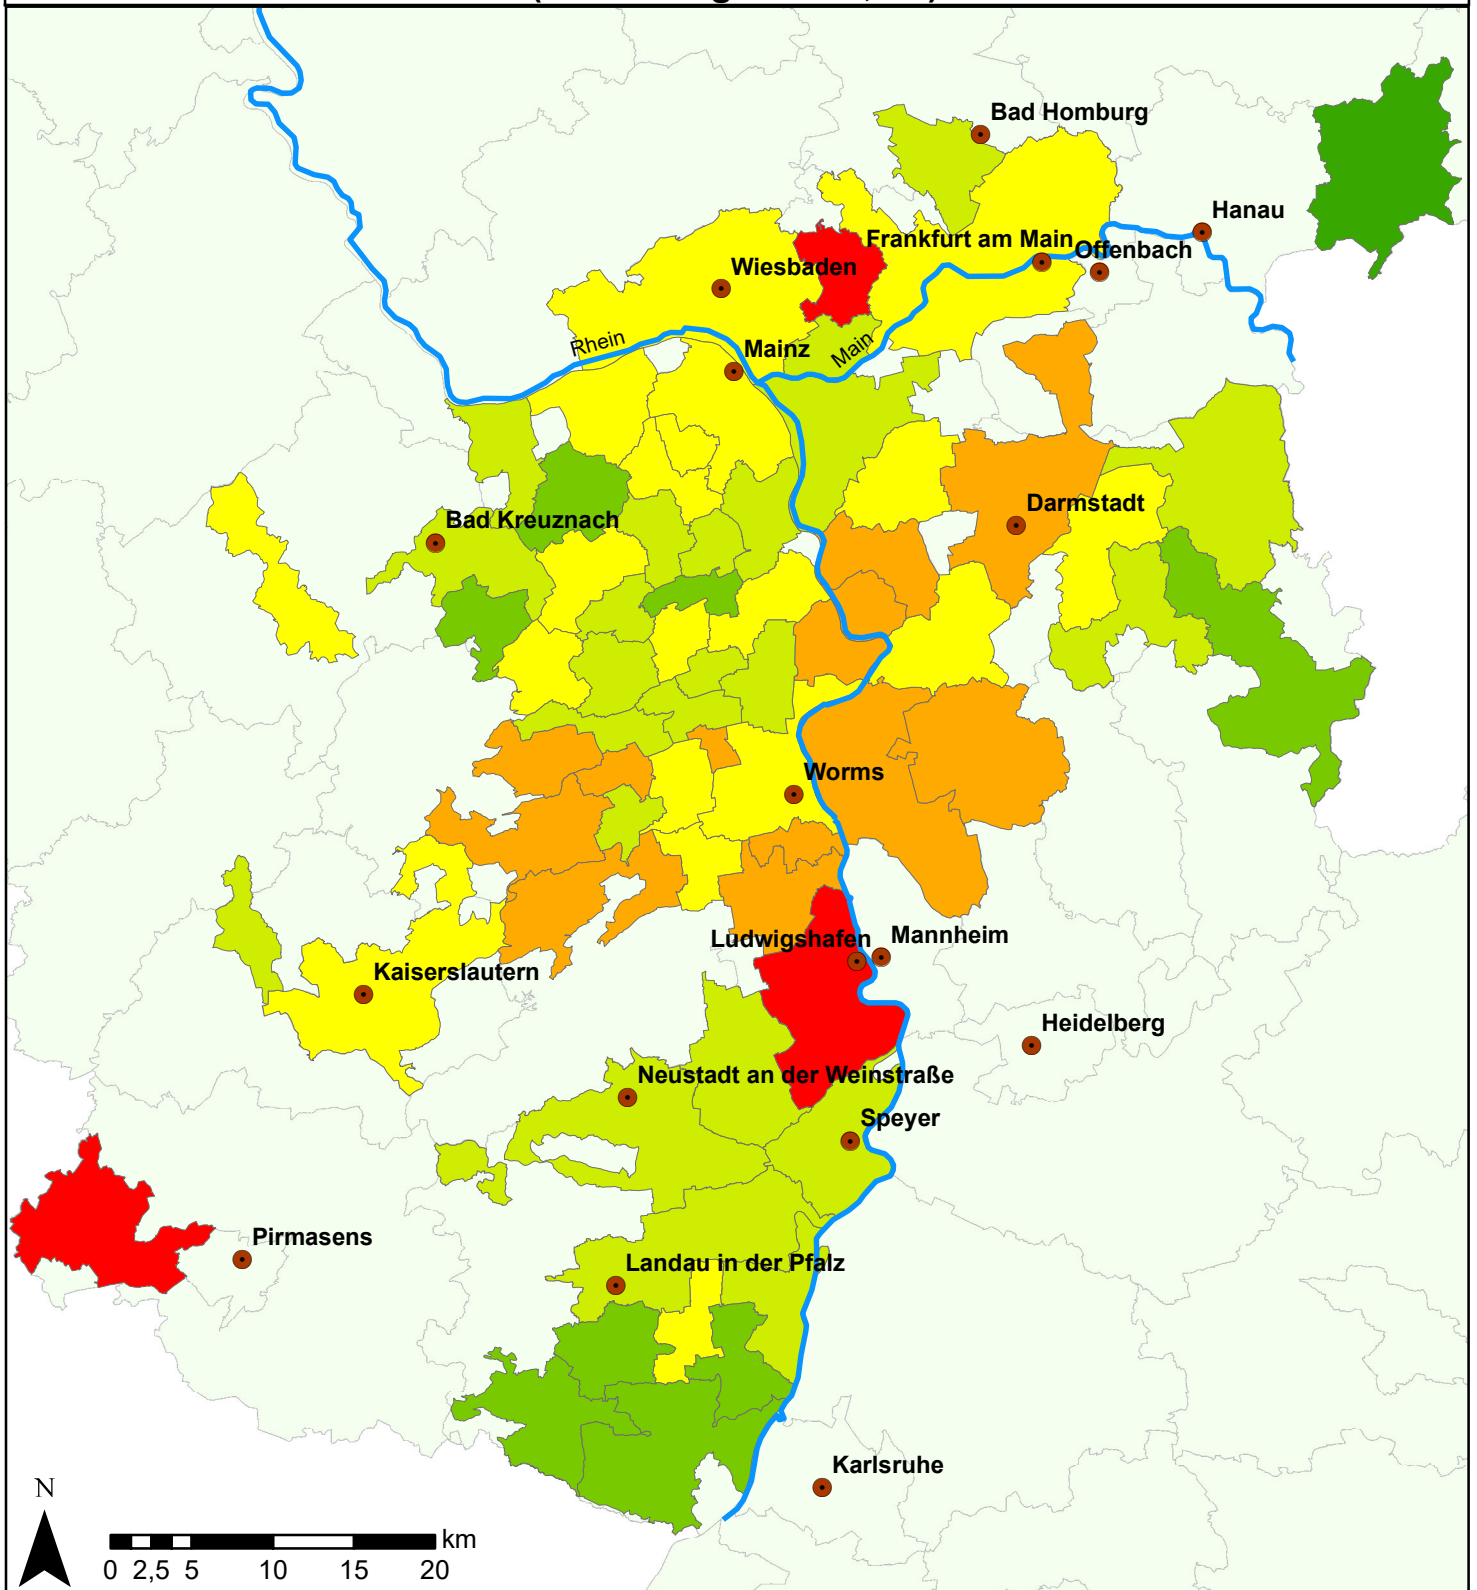 Bad Homburg
Hanau
Frankfurt am Main
Offenbach
Wiesbaden
Rhein
Mainz
Main
Darmstadt
Bad Kreuznach
Worms
Ludwigshafen
Mannheim
Kaiserslautern
Heidelberg
Neustadt an der Weinstraße
Speyer
Pirmasens
Landau in der Pfalz
Karlsruhe
N
km
0 2,5 5 10 15 20